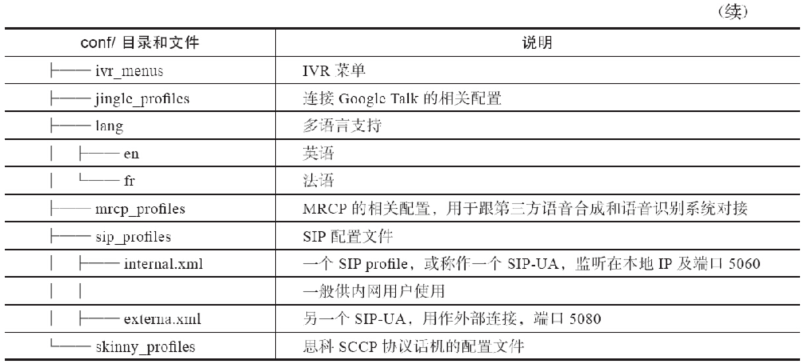 （续）
conf/ 目录和文件 说明
├── ivr_menus IVR 菜单
├── jingle_profiles 连接 Google Talk 的相关配置
├── lang 多语言支持
│ ├── en 英语
│ └── fr 法语
├── mrcp_profiles MRCP 的相关配置，用于跟第三方语音合成和语音识别系统对接
├── sip_profiles SIP 配置文件
│ ├── internal.xml 一个 SIP profile，或称作一个 SIP-UA，监听在本地 IP 及端口 5060
│ │ 一般供内网用户使用
│ ├── externa.xml 另一个 SIP-UA，用作外部连接，端口 5080
└── skinny_profiles 思科 SCCP 协议话机的配置文件